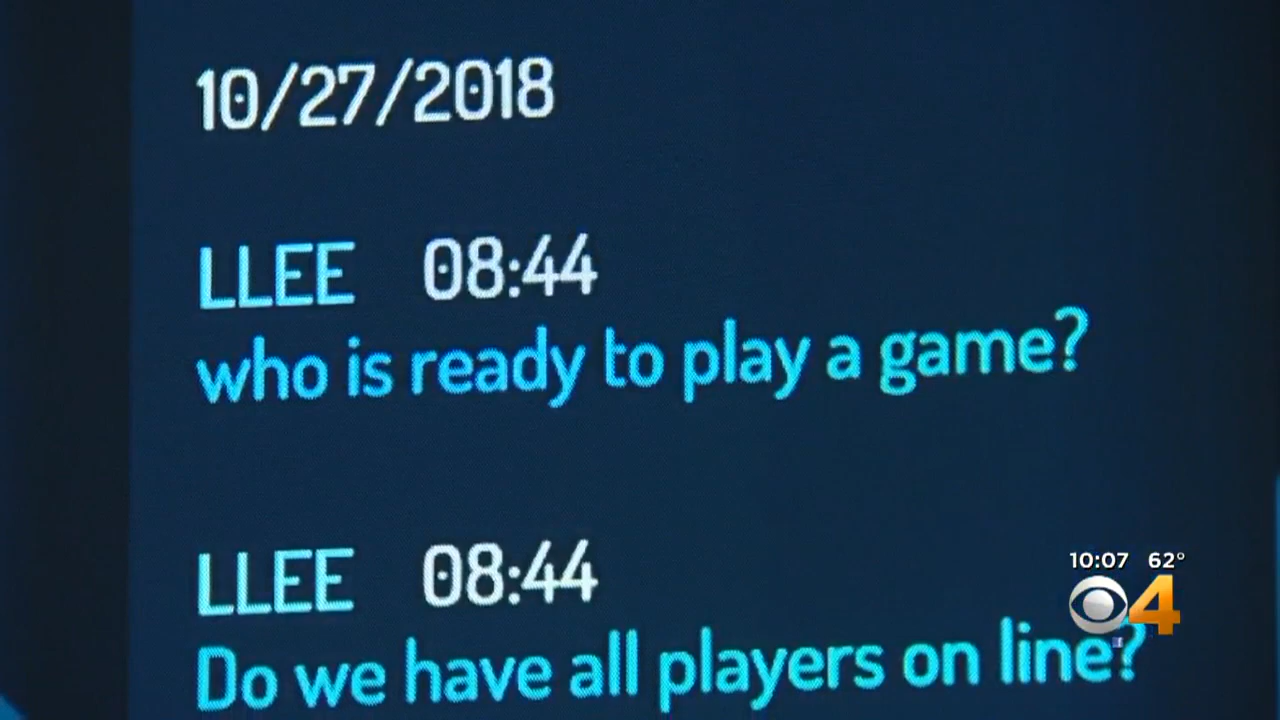 10/27/2018
LLEE 08:44
who is ready to play a game?
LLEE 08:44
Do we have all players on line?
10:07 62°
4